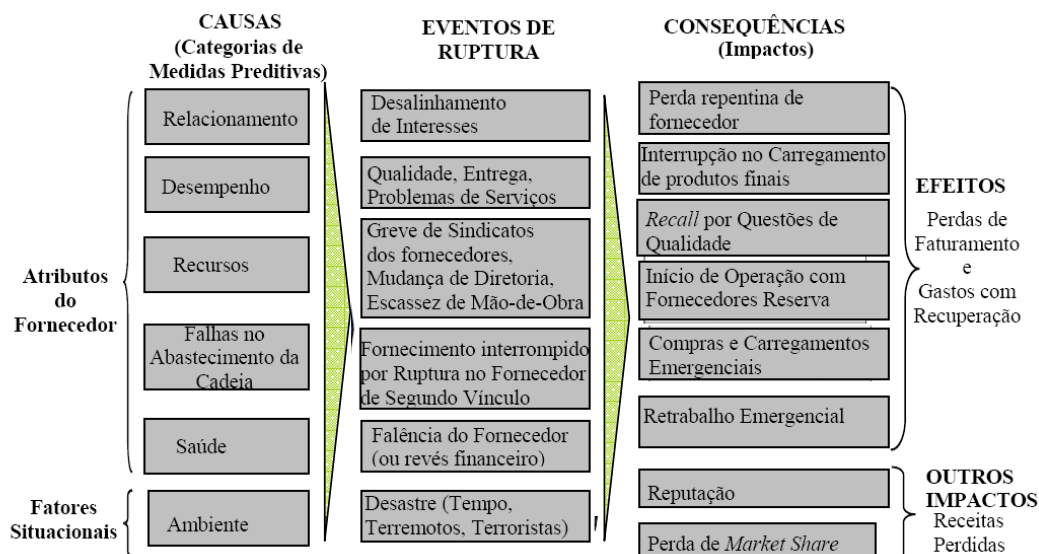 CAUSAS
(Categorias de
Medidas Preditivas)
EVENTOS DE
RUPTURA
CONSEQUÊNCIAS
(Impactos)
Atributos
do
Fornecedor
Fatores
Situacionais
Relacionamento
Desempenho
Recursos
Falhas no
Abastecimento da
Cadeia
Saúde
Ambiente
Desalinhamento
de Interesses
Qualidade, Entrega,
Problemas de Serviços
Greve de Sindicatos
dos fornecedores,
Mudança de Diretoria,
Escassez de Mão-de-Obra
Fornecimento interrompido
por Ruptura no Fornecedor
de Segundo Vínculo
Falência do Fornecedor
(ou revés financeiro)
Desastre (Tempo,
Terremotos, Terroristas)
Perda repentina de
fornecedor
Interrupção no Carregamento
de produtos finais
Recall por Questões de
Qualidade
Início de Operação com
Fornecedores Reserva
Compras e Carregamentos
Emergenciais
Retrabalho Emergencial
Reputação
Perda de Market Share
EFEITOS
Perdas de
Faturamento
e
Gastos com
Recuperação
OUTROS
IMPACTOS
Receitas
Perdidas